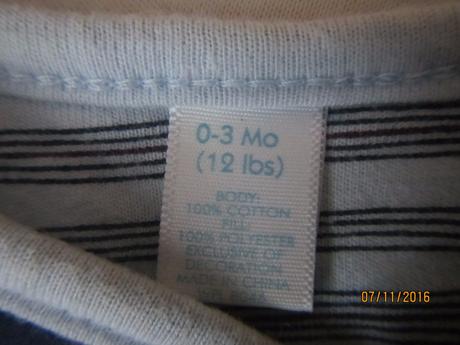 0-3 Mo
(12 lbs)
BODY:
100% COTTON
FILL:
100% POLYESTER
EXCLUSIVE OF
DECORATION
MADE IN CHINA
07/11/2016